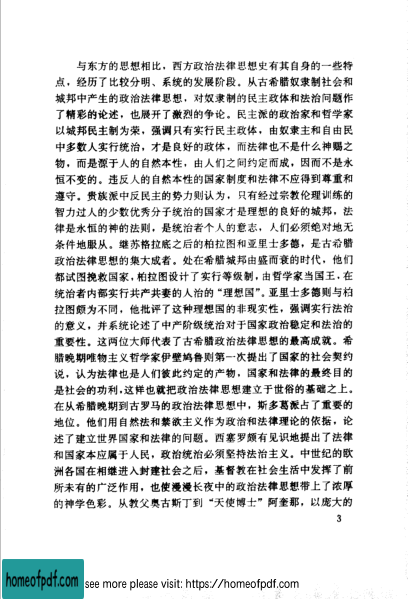 与东方的思想相比，西方政治法律思想史有其自身的一些特
点，经历了比较分明、系统的发展阶段。从古希腊奴隶制社会和
城邦中产生的政治法律思想，对奴隶制的民主政体和法治问题作
了精彩的论述，也展开了激烈的争论。民主派的政治家和哲学家
以城邦民主制为荣，强调只有实行民主政体，由奴隶主和自由民
中多数人实行统治，才是良好的政体，而法律也不是什么神赐之
物，而是源于人的自然本性，由人们之间约定而成，因而不是永
恒不变的。违反人的自然本性的国家制度和法律不应得到尊重和
遵守。贵族派中反民主的势力则认为，只有经过宗教伦理训练的
智力过人的少数优秀分子统治的国家才是理想的良好的城邦，法
律是永恒的神的法则，是统治者个人的意志，人们必须绝对地无
条件地服从。继苏格拉底之后的柏拉图和亚里士多德，是古希腊
政治法律思想的集大成者。处在希腊城邦由盛而衰的时代，他们
都试图挽救国家，柏拉图设计了实行等级制，由哲学家当国王，在
统治者内部实行共产共妻的人治的“理想国”。亚里士多德则与柏
拉图颇为不同，他批评了这种理想国的非现实性，强调实行法治
的意义，并系统论述了中产阶级统治对于国家政治稳定和法治的
重要性。这两位大师代表了古希腊政治法律思想的最高成就。希
腊晚期唯物主义哲学家伊壁鸠鲁则第一次提出了国家的社会契约
说，认为法律也是人们彼此约定的产物，国家和法律的最终目的
是社会的功利，这样也就把政治法律思想建立于世俗的基础之上。
在从希腊晚期到古罗马的政治法律思想中，斯多葛派占了重要的
地位。他们用自然法和禁欲主义作为政治和法律理论的依据，论
述了建立世界国家和法律的问题。西塞罗颇有见识地提出了法律
和国家本应属于人民，政治统治必须坚持法治主义。中世纪的欧
洲各国在相继进入封建社会之后，基督教在社会生活中发挥了前
所未有的广泛作用，也使漫漫长夜中的政治法律思想带上了浓厚
的神学色彩。从教父奥古斯丁到“天使博士”阿奎那，以庞大的
3
homeofpdf.com
see more please visit: https://homeofpdf.com